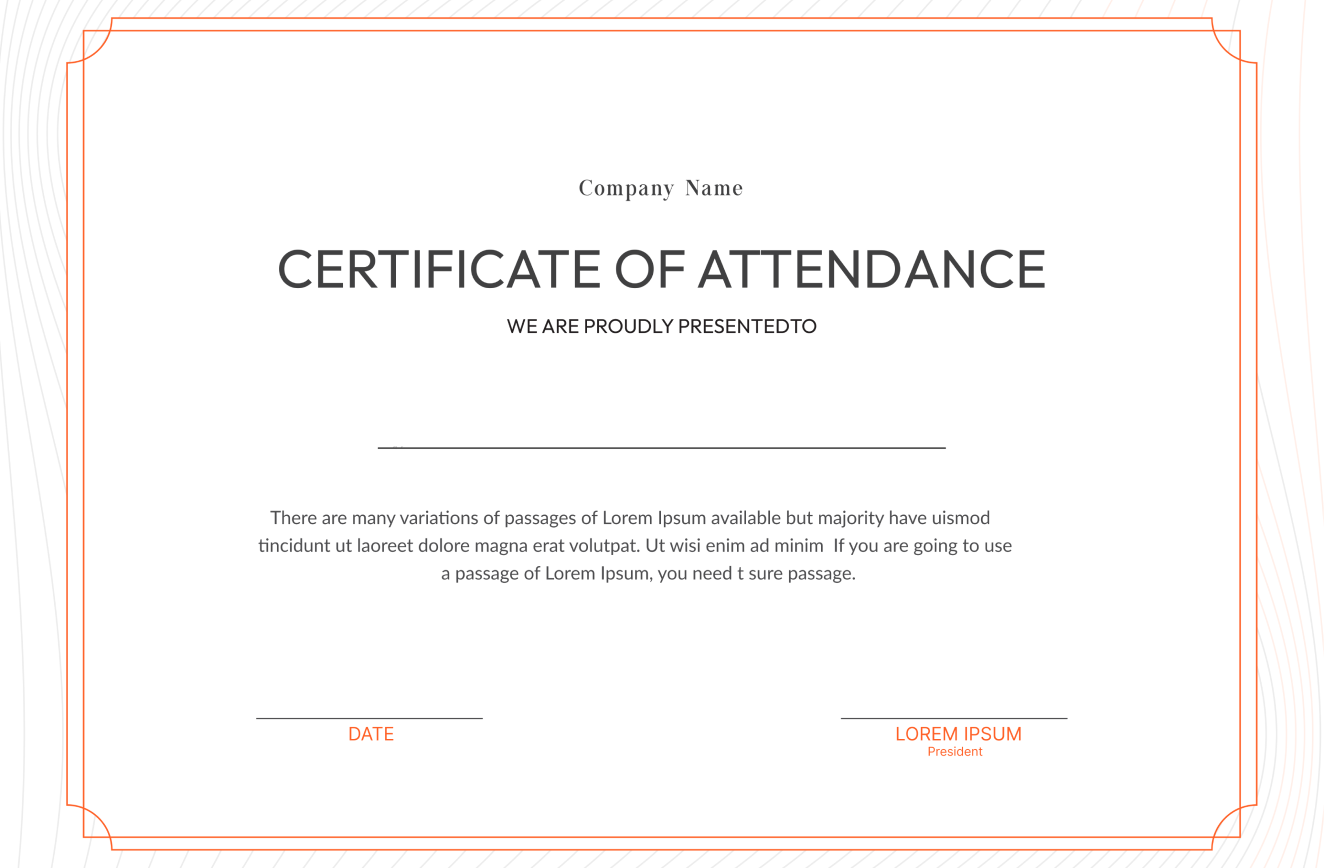 Company Name
CERTIFICATE OF ATTENDANCE
WE ARE PROUDLY PRESENTEDTO
There are many variations of passages of Lorem Ipsum available but majority have uismod
tincidunt ut laoreet dolore magna erat volutpat. Ut wisi enim ad minim  If you are going to use
a passage of Lorem Ipsum, you need t sure passage.
DATE
LOREM IPSUM
President